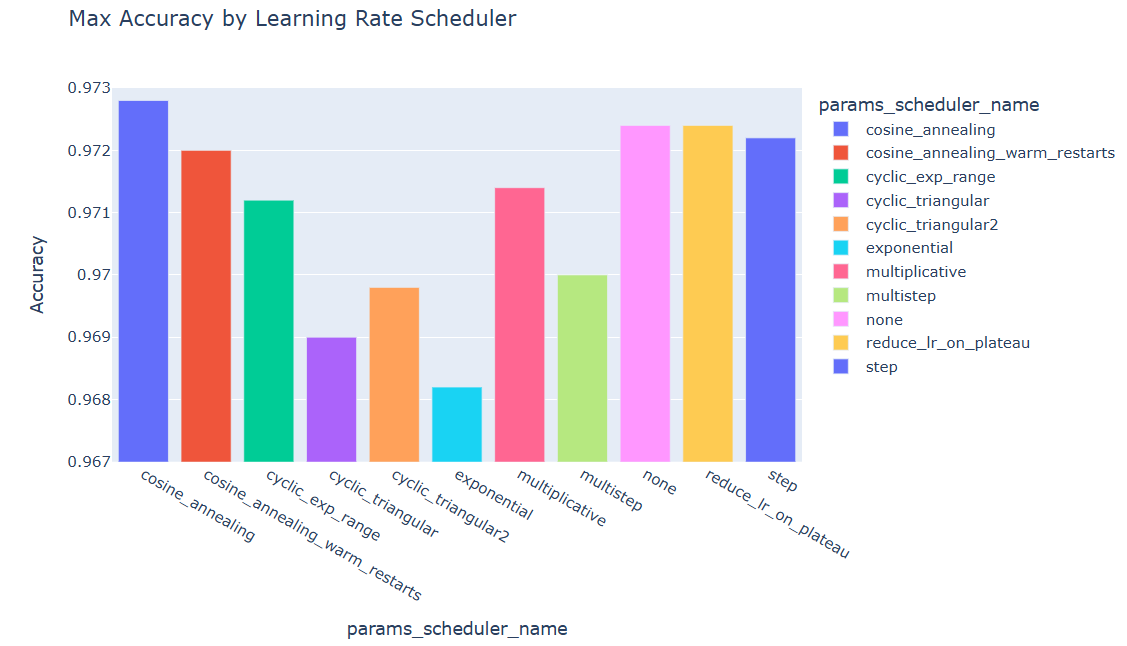 Max Accuracy by Learning Rate Scheduler
0.973
0.972
0.971
0.97
0.969
0.968
0.967
Accuracy
cosine_annealing
cosine_annealing_warm_restarts
cyclic_exp_range
cyclic_triangular
cyclic_triangular2
exponential
multiplicative
multistep
none
reduce_lr_on_plateau
step
params_scheduler_name
params_scheduler_name
cosine_annealing
cosine_annealing_warm_restarts
cyclic_exp_range
cyclic_triangular
cyclic_triangular2
exponential
multiplicative
multistep
none
reduce_lr_on_plateau
step